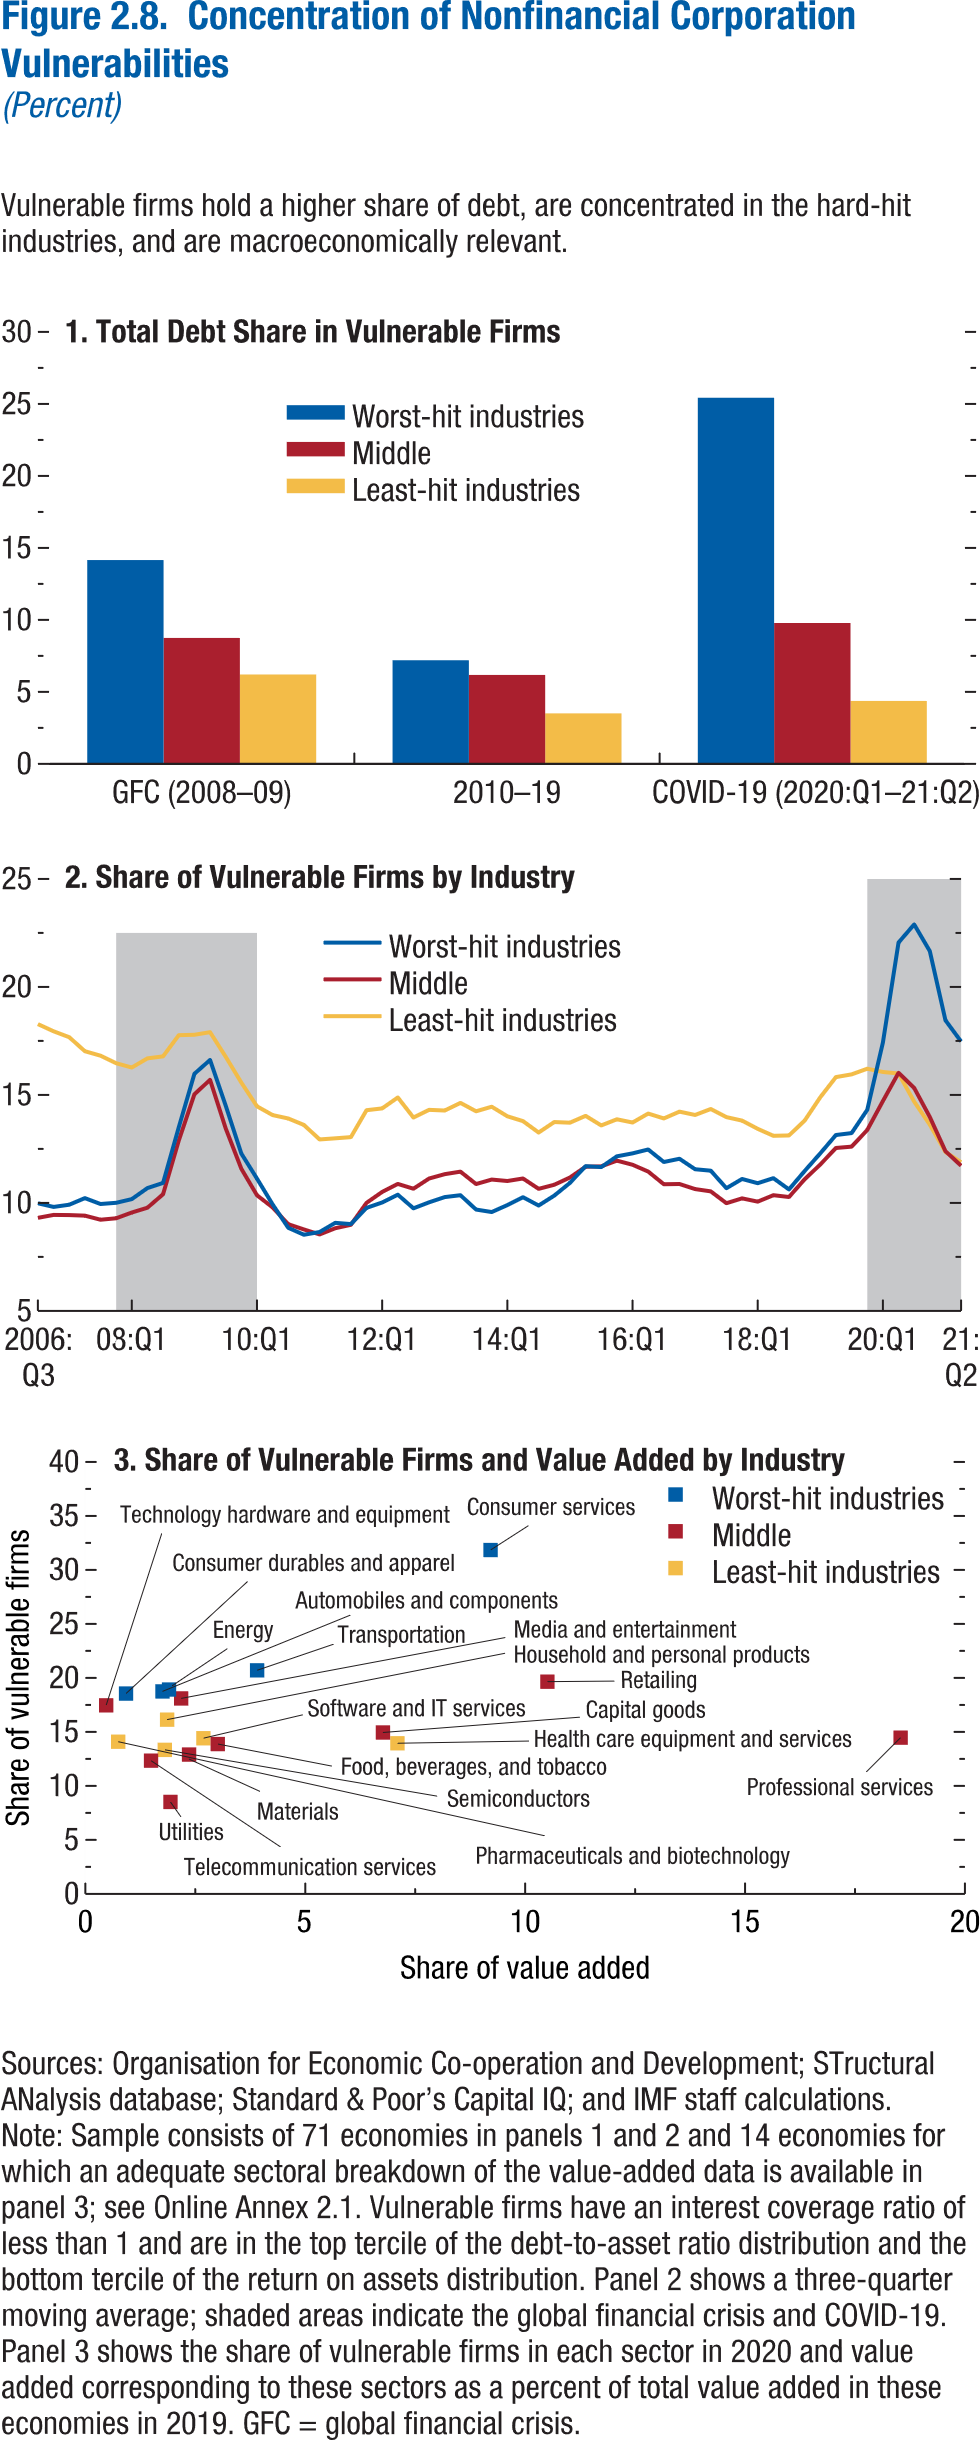 Figure 2.8.  Concentration of Nonfinancial Corporation
Vulnerabilities
(Percent)
Vulnerable firms hold a higher share of debt, are concentrated in the hard-hit
industries, and are macroeconomically relevant.
1. Total Debt Share in Vulnerable Firms
30
25
20
15
10
5
0
Worst-hit industries
Middle
Least-hit industries
GFC (2008–09)
2010–19
COVID-19 (2020:Q1–21:Q2)
2. Share of Vulnerable Firms by Industry
25
20
15
10
5
Worst-hit industries
Middle
Least-hit industries
2006:
Q3
08:Q1
10:Q1
12:Q1
14:Q1
16:Q1
18:Q1
20:Q1
21:
Q2
3. Share of Vulnerable Firms and Value Added by Industry
Share of vulnerable firms
40
35
30
25
20
15
10
5
0
Worst-hit industries
Middle
Least-hit industries
Technology hardware and equipment
Consumer services
Consumer durables and apparel
Automobiles and components
Energy
Transportation
Media and entertainment
Household and personal products
Retailing
Software and IT services
Capital goods
Health care equipment and services
Food, beverages, and tobacco
Professional services
Semiconductors
Materials
Utilities
Pharmaceuticals and biotechnology
Telecommunication services
0
5
10
15
20
Share of value added
Sources: Organisation for Economic Co-operation and Development; STructural
ANalysis database; Standard & Poor’s Capital IQ; and IMF staff calculations.
Note: Sample consists of 71 economies in panels 1 and 2 and 14 economies for
which an adequate sectoral breakdown of the value-added data is available in
panel 3; see Online Annex 2.1. Vulnerable firms have an interest coverage ratio of
less than 1 and are in the top tercile of the debt-to-asset ratio distribution and the
bottom tercile of the return on assets distribution. Panel 2 shows a three-quarter
moving average; shaded areas indicate the global financial crisis and COVID-19.
Panel 3 shows the share of vulnerable firms in each sector in 2020 and value
added corresponding to these sectors as a percent of total value added in these
economies in 2019. GFC = global financial crisis.